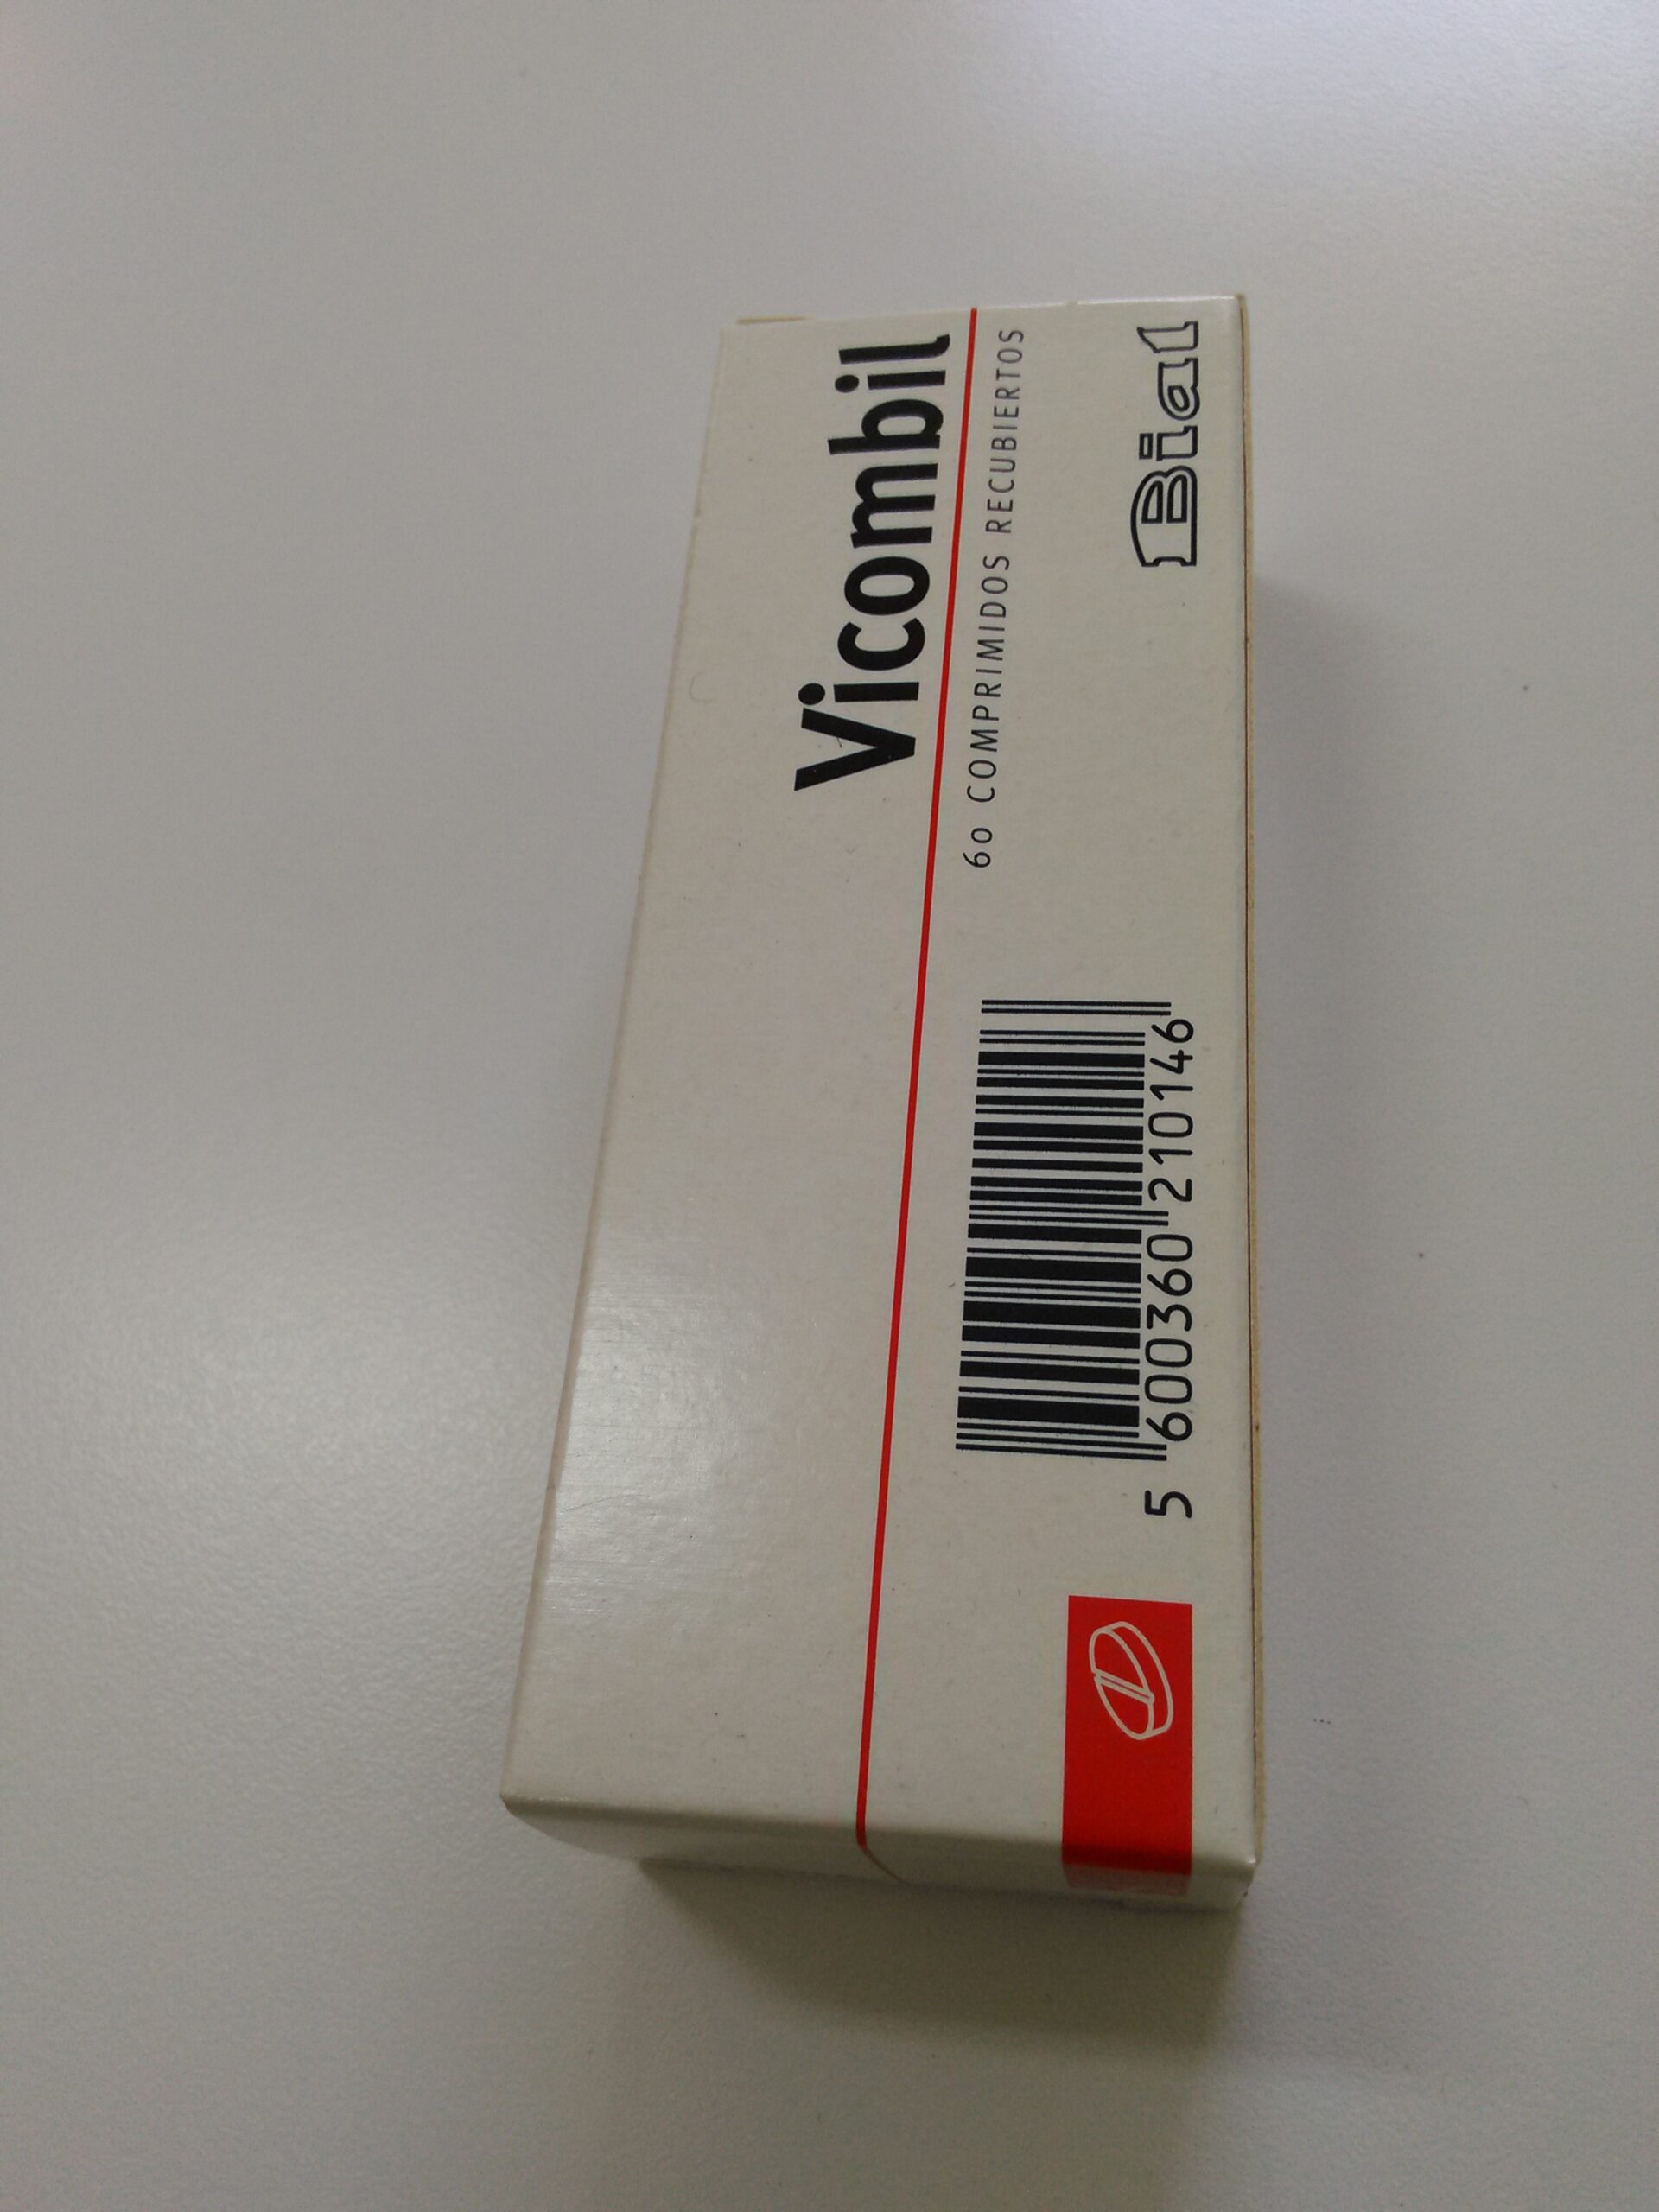 Vicombil
60 COMPRIMIDOS RECUBIERTOS
Bial
5 600360 210146